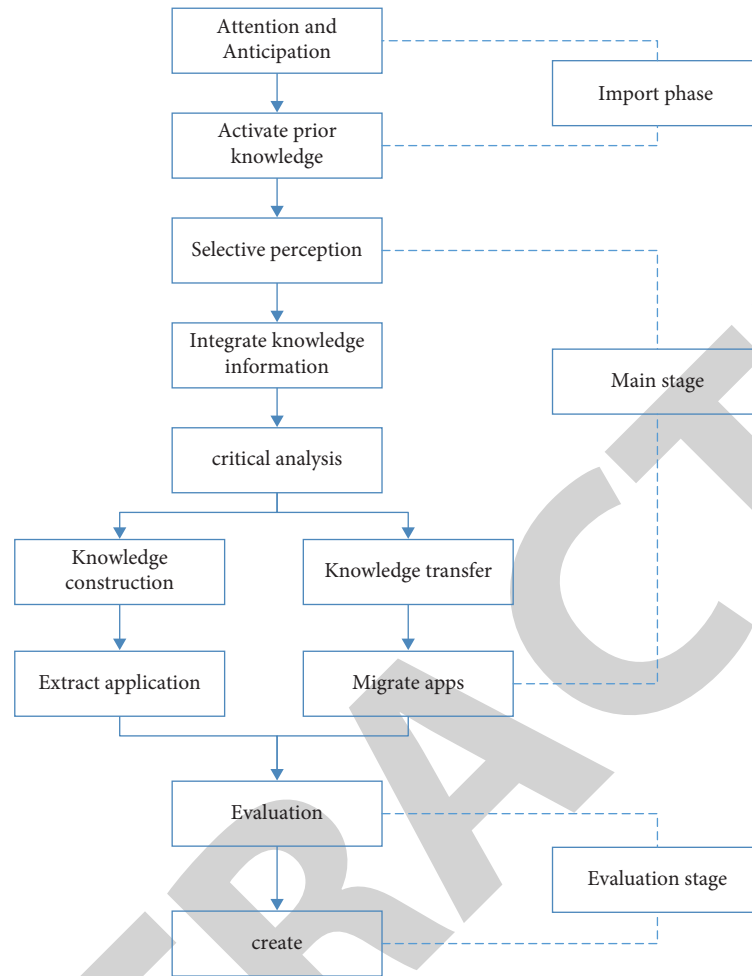 Attention and
Anticipation
Import phase
Activate prior
knowledge
Selective perception
Integrate knowledge
information
Main stage
critical analysis
Knowledge
construction
Knowledge transfer
Extract application
Migrate apps
Evaluation
Evaluation stage
create
RACT